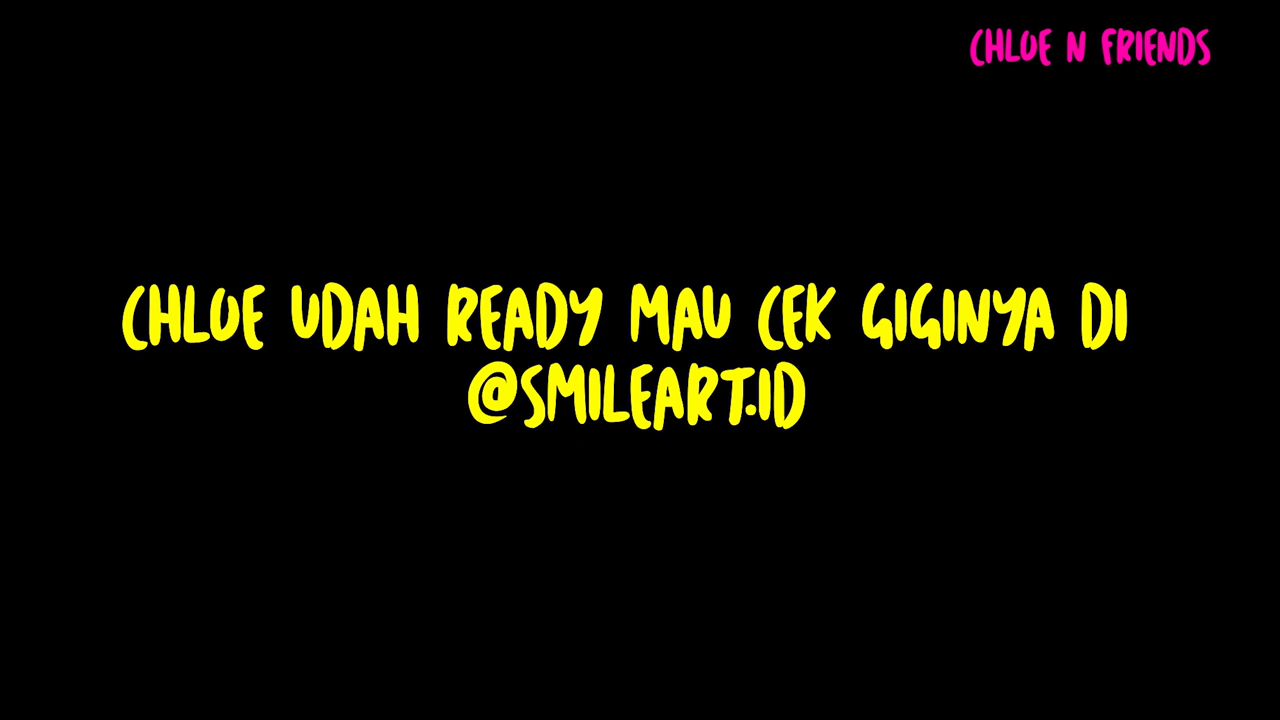 CHLOE N FRIENDS
CHLOE UDAH READY MAU CEK GIGINYA DI
@SMILEART.ID